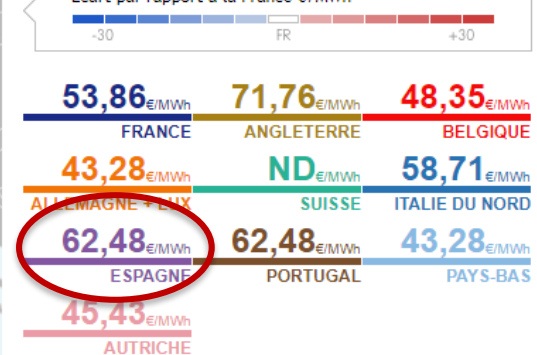 Ecart par rapport à la France €/MWh
-30 FR +30
53,86€/MWh 71,76€/MWh 48,35€/MWh
FRANCE ANGLETERRE BELGIQUE
43,28€/MWh ND€/MWh 58,71€/MWh
ALLEMAGNE + LUX SUISSE ITALIE DU NORD
62,48€/MWh 62,48€/MWh 43,28€/MWh
ESPAGNE PORTUGAL PAYS-BAS
45,43€/MWh
AUTRICHE